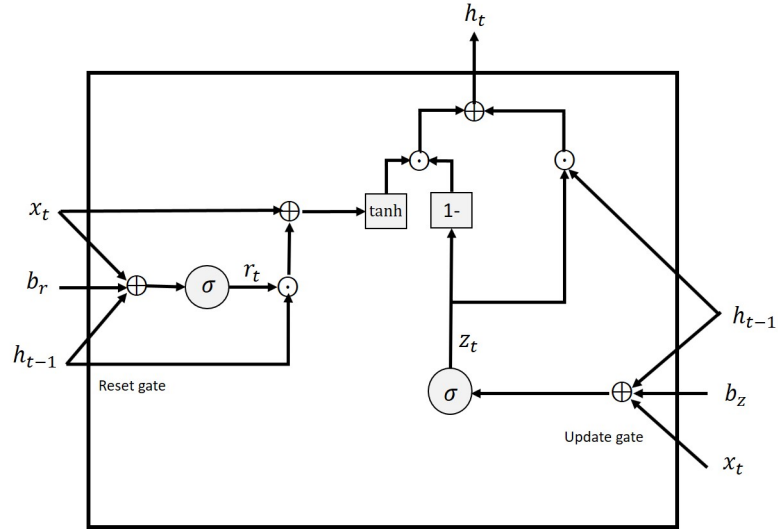 h_t
x_t
b_r
h_{t-1}
Reset gate
σ
r_t
tanh
1-
z_t
σ
Update gate
h_{t-1}
b_z
x_t